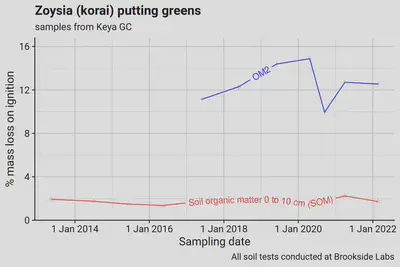 Zoysia (korai) putting greens
samples from Keya GC
% mass loss on ignition
16
12
8
4
0
OM2
Soil organic matter 0 to 10 cm (SOM)
1 Jan 2014
1 Jan 2016
1 Jan 2018
1 Jan 2020
1 Jan 2022
Sampling date
All soil tests conducted at Brookside Labs